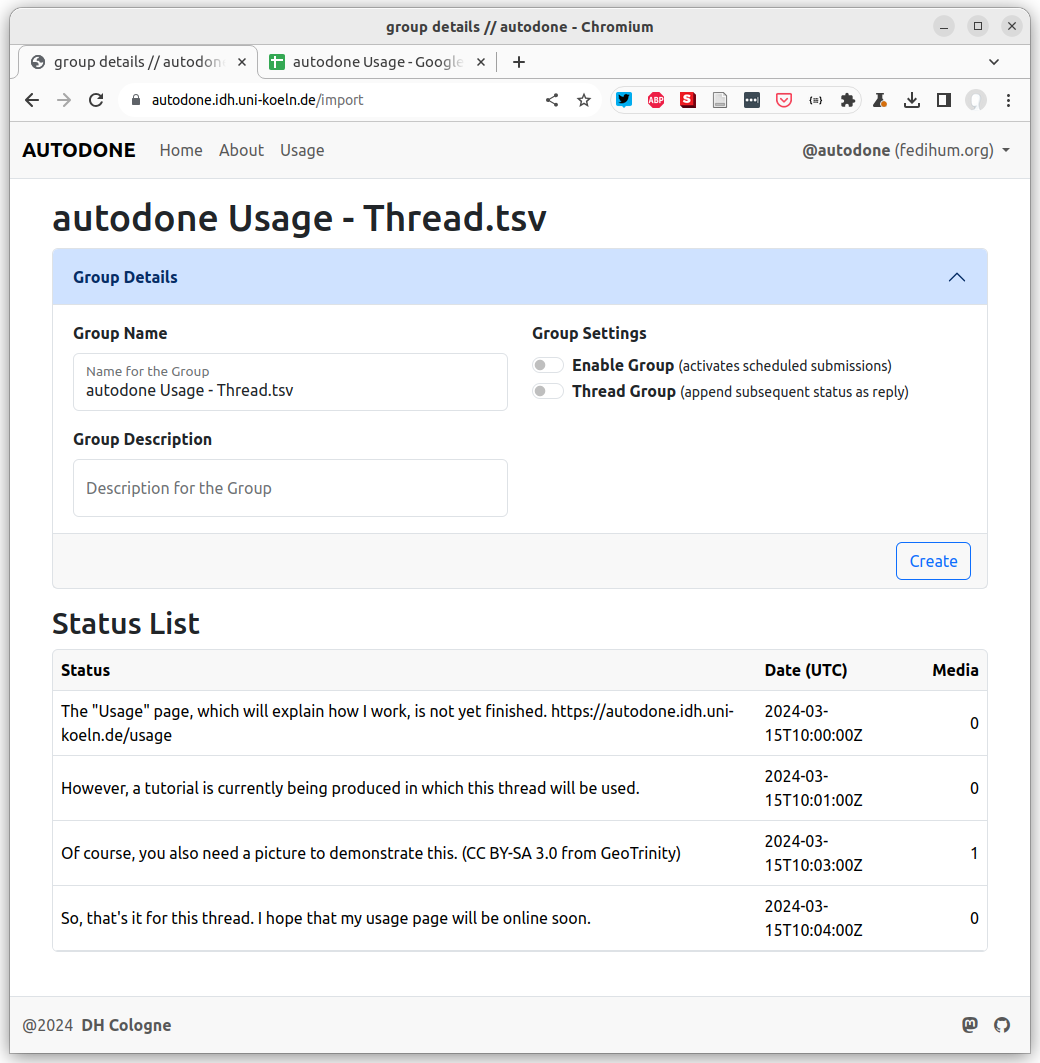 group details // autodone - Chromium
group details // autodon
autodone Usage - Google
autodone.idh.uni-koeln.de/import
ABP
S
AUTODONE Home About Usage @autodone (fedihum.org)
autodone Usage - Thread.tsv
Group Details
Group Name
Name for the Group
autodone Usage - Thread.tsv
Group Description
Description for the Group
Group Settings
Enable Group (activates scheduled submissions)
Thread Group (append subsequent status as reply)
Create
Status List
Status Date (UTC) Media
The "Usage" page, which will explain how I work, is not yet finished. https://autodone.idh.uni-
koeln.de/usage
2024-03-
15T10:00:00Z
0
However, a tutorial is currently being produced in which this thread will be used.
2024-03-
15T10:01:00Z
0
Of course, you also need a picture to demonstrate this. (CC BY-SA 3.0 from GeoTrinity)
2024-03-
15T10:03:00Z
1
So, that's it for this thread. I hope that my usage page will be online soon.
2024-03-
15T10:04:00Z
0
@2024 DH Cologne